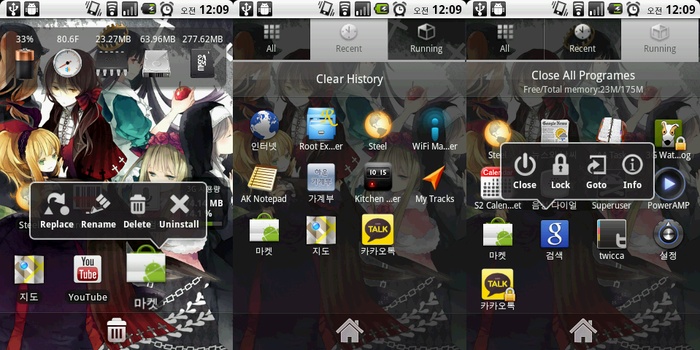 오전 12:09
33% 80.6F 23.27MB 63.96MB 277.62MB
Replace Rename Delete Uninstall
지도 YouTube 마켓
오전 12:09
All Recent Running
Clear History
인터넷 Root Ex...er Steel WiFi Ma...er
AK Notepad 가계부 Kitchen ...er My Tracks
마켓 지도 카카오톡
오전 12:09
All Recent Running
Close All Programes
Free/Total memory:23M/175M
Close Lock Goto Info
S2 Calen...et Superuser PowerAMP
마켓 검색 twicca 설정
카카오톡